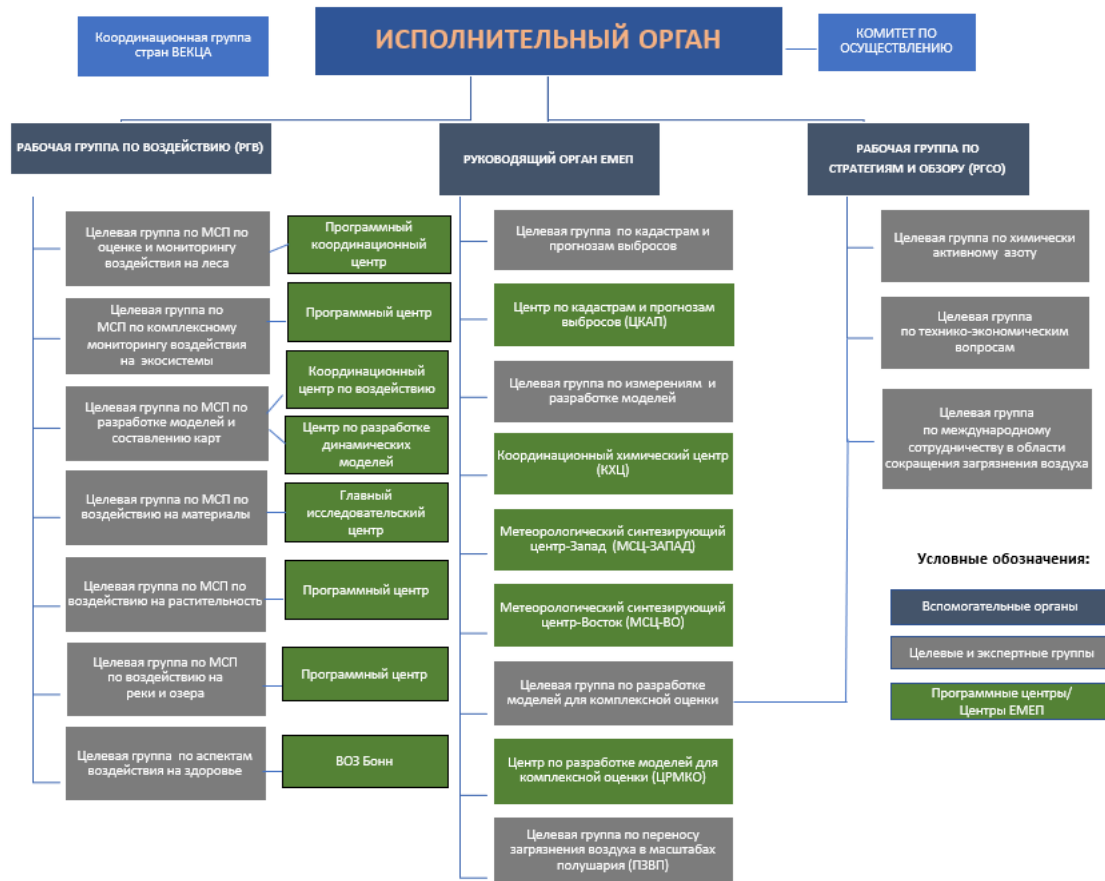 Координационная группа
стран ВЕКЦА
ИСПОЛНИТЕЛЬНЫЙ ОРГАН
КОМИТЕТ ПО
ОСУЩЕСТВЛЕНИЮ
РАБОЧАЯ ГРУППА ПО ВОЗДЕЙСТВИЮ (РГВ)
Целевая группа по МСП по
оценке и мониторингу
воздействия на леса
Программный
координационный
центр
Целевая группа по
МСП по комплексному
мониторингу воздействия
на экосистемы
Программный центр
Целевая группа по МСП по
разработке моделей и
составлению карт
Координационный
центр по воздействию
Центр по разработке
динамических
моделей
Целевая группа по МСП по
воздействию на материалы
Главный
исследовательский
центр
Целевая группа по МСП по
воздействию на растительность
Программный центр
Целевая группа по МСП
по воздействию на
реки и озера
Программный центр
Целевая группа по аспектам
воздействия на здоровье
ВОЗ Бонн
РУКОВОДЯЩИЙ ОРГАН ЕМЕП
Целевая группа по кадастрам и
прогнозам выбросов
Центр по кадастрам и прогнозам
выбросов (ЦКАП)
Целевая группа по измерениям и
разработке моделей
Координационный химический центр
(КХЦ)
Метеорологический синтезирующий
центр-Запад (МСЦ-ЗАПАД)
Метеорологический синтезирующий
центр-Восток (МСЦ-ВО)
Целевая группа по разработке
моделей для комплексной оценки
Центр по разработке моделей для
комплексной оценки (ЦРМКО)
Целевая группа по переносу
загрязнения воздуха в масштабах
полушария (ПЗВП)
РАБОЧАЯ ГРУППА ПО
СТРАТЕГИЯМ И ОБЗОРУ (РГСО)
Целевая группа по химически
активному азоту
Целевая группа
по технико-экономическим
вопросам
Целевая группа
по международному
сотрудничеству в области
сокращения загрязнения воздуха
Условные обозначения:
Вспомогательные органы
Целевые и экспертные группы
Программные центры/
Центры ЕМЕП